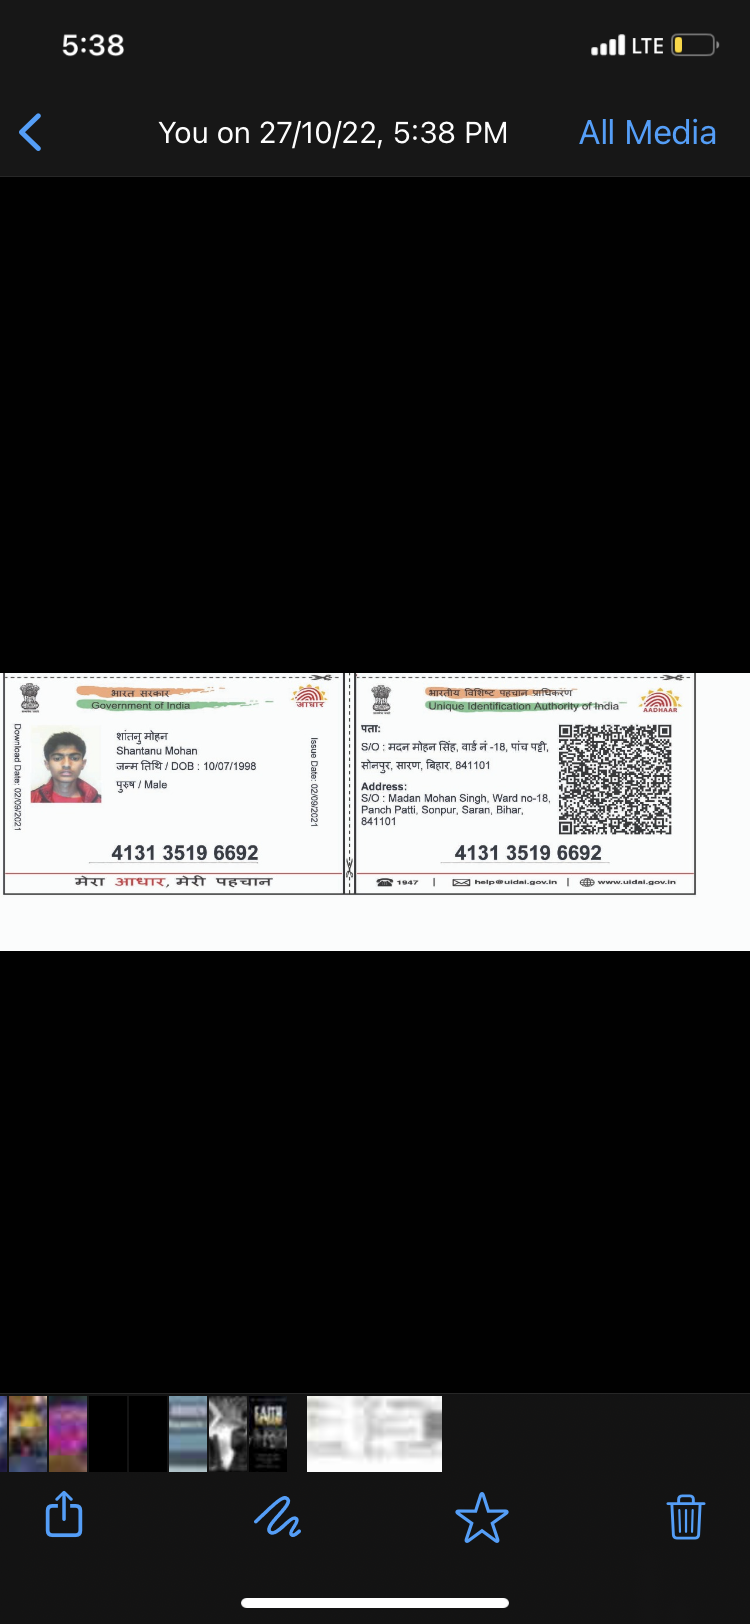 5:38
LTE
You on 27/10/22, 5:38 PM
All Media
भारत सरकार
Government of India
आधार
Download Date: 02/09/2021
शांतनु मोहन
Shantanu Mohan
जन्म तिथि / DOB : 10/07/1998
पुरुष / Male
Issue Date: 02/09/2021
4131 3519 6692
मेरा आधार, मेरी पहचान
भारतीय विशिष्ट पहचान प्राधिकरण
Unique Identification Authority of India
AADHAAR
पता:
S/O : मदन मोहन सिंह, वार्ड नं -18, पांच पट्टी,
सोनपुर, सारण, बिहार, 841101
Address:
S/O : Madan Mohan Singh, Ward no-18,
Panch Patti, Sonpur, Saran, Bihar,
841101
4131 3519 6692
1947 | help@uidai.gov.in | www.uidai.gov.in
FAITH